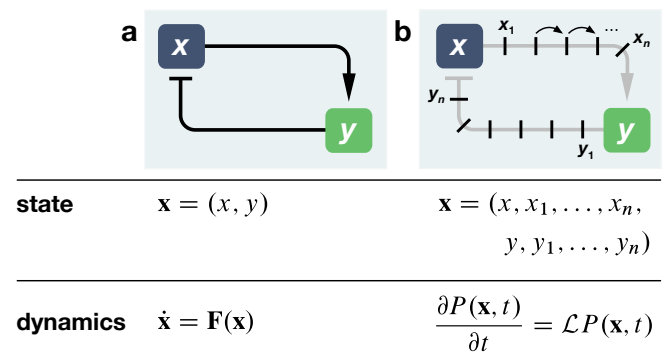 a
x
y
b
x
x₁
...
xₙ
yₙ
y₁
y
state
𝐱 = (x, y)
𝐱 = (x, x₁, . . . , xₙ,
y, y₁, . . . , yₙ)
dynamics
𝐱̇ = 𝐅(𝐱)
∂P(𝐱, t)
∂t
= ℒP(𝐱, t)